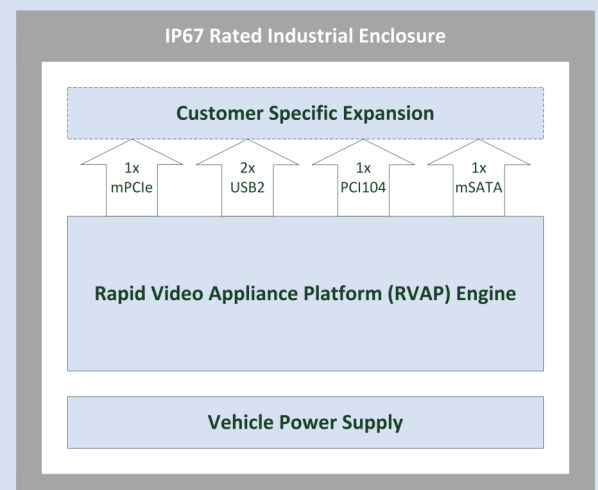 IP67 Rated Industrial Enclosure
Customer Specific Expansion
1x
mPCIe
2x
USB2
1x
PCI104
1x
mSATA
Rapid Video Appliance Platform (RVAP) Engine
Vehicle Power Supply